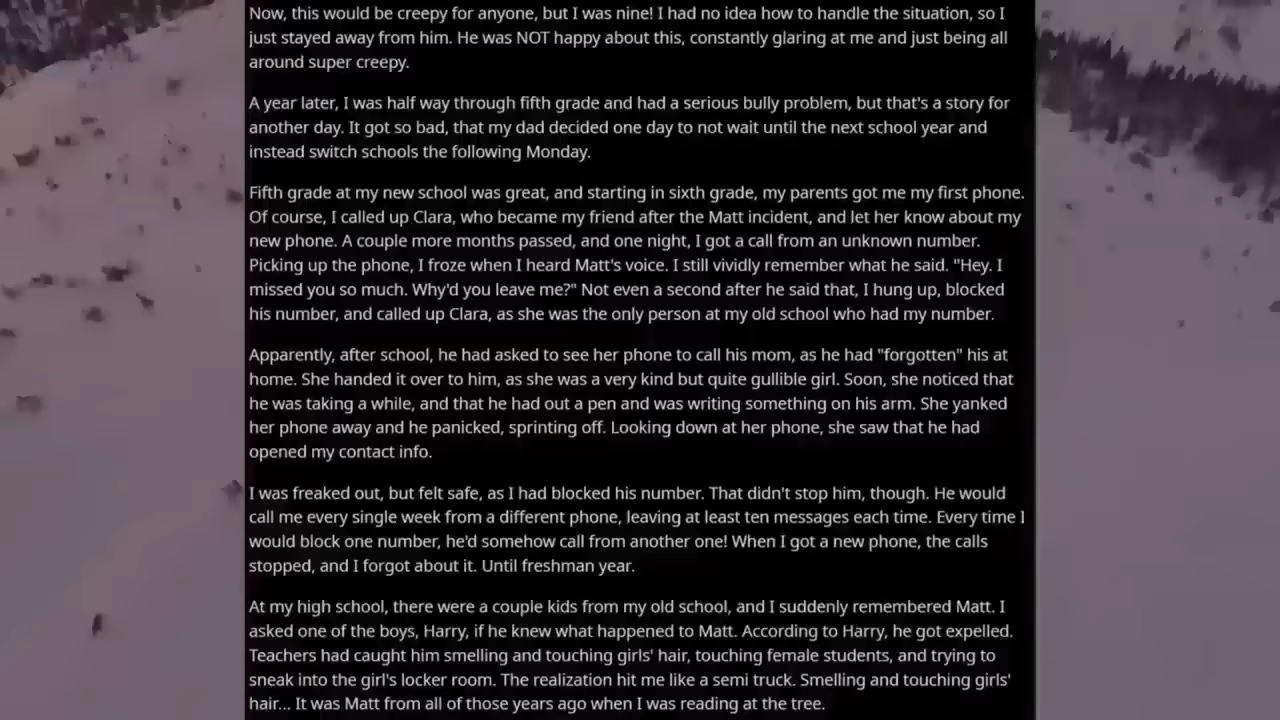 Now, this would be creepy for anyone, but I was nine! I had no idea how to handle the situation, so I
just stayed away from him. He was NOT happy about this, constantly glaring at me and just being all
around super creepy.
A year later, I was half way through fifth grade and had a serious bully problem, but that's a story for
another day. It got so bad, that my dad decided one day to not wait until the next school year and
instead switch schools the following Monday.
Fifth grade at my new school was great, and starting in sixth grade, my parents got me my first phone.
Of course, I called up Clara, who became my friend after the Matt incident, and let her know about my
new phone. A couple more months passed, and one night, I got a call from an unknown number.
Picking up the phone, I froze when I heard Matt's voice. I still vividly remember what he said. "Hey. I
missed you so much. Why'd you leave me?" Not even a second after he said that, I hung up, blocked
his number, and called up Clara, as she was the only person at my old school who had my number.
Apparently, after school, he had asked to see her phone to call his mom, as he had "forgotten" his at
home. She handed it over to him, as she was a very kind but quite gullible girl. Soon, she noticed that
he was taking a while, and that he had out a pen and was writing something on his arm. She yanked
her phone away and he panicked, sprinting off. Looking down at her phone, she saw that he had
opened my contact info.
I was freaked out, but felt safe, as I had blocked his number. That didn't stop him, though. He would
call me every single week from a different phone, leaving at least ten messages each time. Every time I
would block one number, he'd somehow call from another one! When I got a new phone, the calls
stopped, and I forgot about it. Until freshman year.
At my high school, there were a couple kids from my old school, and I suddenly remembered Matt. I
asked one of the boys, Harry, if he knew what happened to Matt. According to Harry, he got expelled.
Teachers had caught him smelling and touching girls' hair, touching female students, and trying to
sneak into the girl's locker room. The realization hit me like a semi truck. Smelling and touching girls'
hair... It was Matt from all of those years ago when I was reading at the tree.